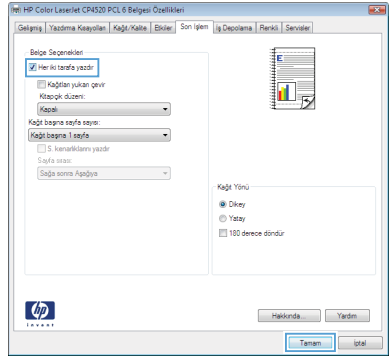 HP Color LaserJet CP4520 PCL 6 Belgesi Özellikleri
Gelişmiş Yazdırma Kısayolları Kağıt/Kalite Etkiler Son İşlem İş Depolama Renkli Servisler
Belge Seçenekleri
Her iki tarafa yazdır
Kağıtları yukarı çevir
Kitapçık düzeni:
Kapalı
Kağıt başına sayfa sayısı:
Kağıt başına 1 sayfa
S. kenarlıklarını yazdır
Sayfa sırası:
Sağa sonra Aşağıya
E
Kağıt Yönü
Dikey
Yatay
180 derece döndür
hp
invent
Hakkında... Yardım
Tamam İptal